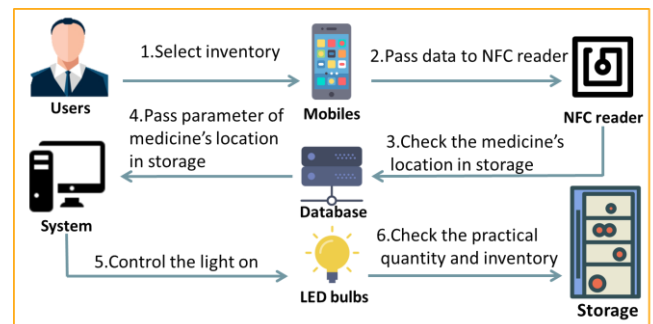 1.Select inventory
2.Pass data to NFC reader
Users
Mobiles
NFC reader
4.Pass parameter of
medicine's location
in storage
3.Check the medicine's
location in storage
System
Database
5.Control the light on
6.Check the practical
quantity and inventory
LED bulbs
Storage